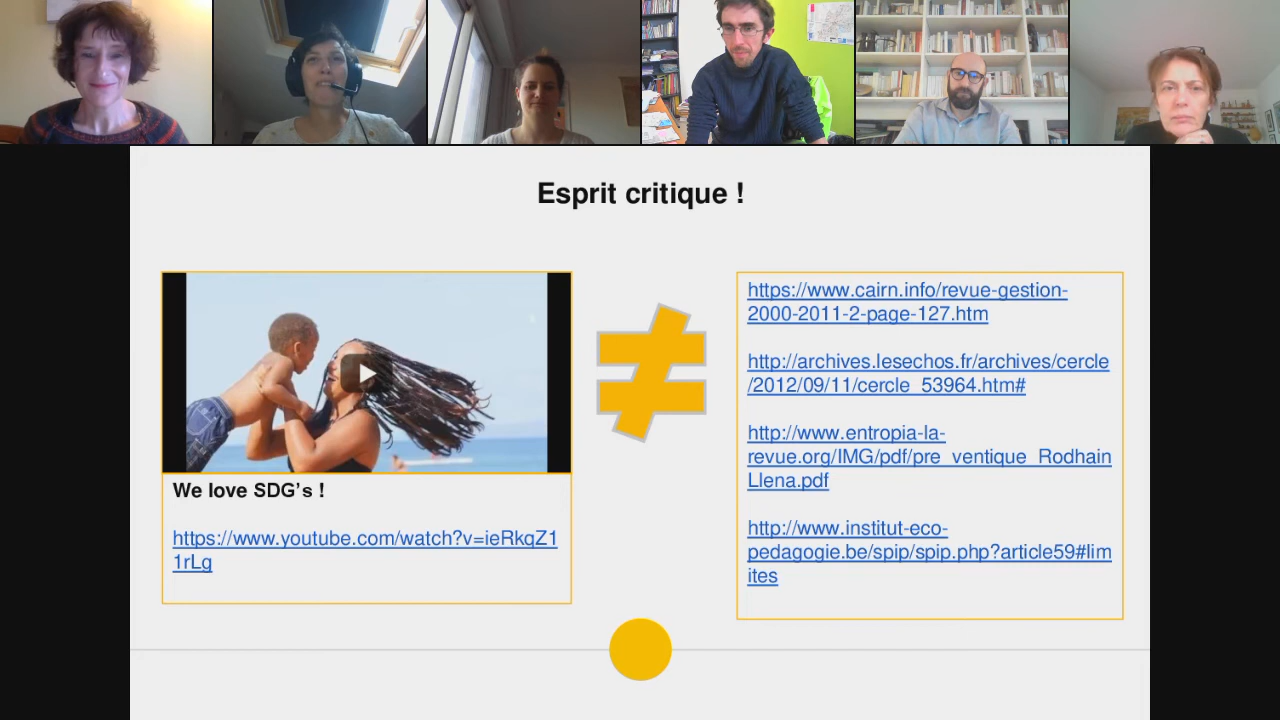 Esprit critique !
We love SDG's !
https://www.youtube.com/watch?v=ieRkqZ1
1rLg
https://www.cairn.info/revue-gestion-
2000-2011-2-page-127.htm
http://archives.lesechos.fr/archives/cercle
/2012/09/11/cercle_53964.htm#
http://www.entropia-la-
revue.org/IMG/pdf/pre_ventique_Rodhain
Llena.pdf
http://www.institut-eco-
pedagogie.be/spip/spip.php?article59#lim
ites